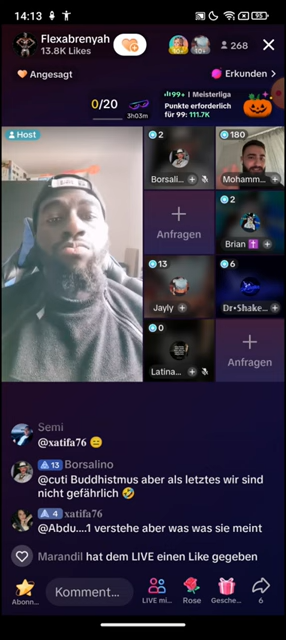 14:13
95
Flexabrenyah
13.8K Likes
268
Angesagt
Erkunden >
0/20
3h03m
99+ | Meisterliga
Punkte erforderlich
für 99: 111.7K
Host
2
Borsali...
180
Mohamm...
Anfragen
2
Brian
13
Jayly
6
Dr•Shake...
0
Latina...
Anfragen
Semi
@xatifa76 😑
13 Borsalino
@cuti Buddhistmus aber als letztes wir sind
nicht gefährlich 🤣
4 xatifa76
@Abdu....1 verstehe aber was was sie meint
Marandil hat dem LIVE einen Like gegeben
Abonn...
Komment...
LIVE mi...
Rose
Gesche...
6